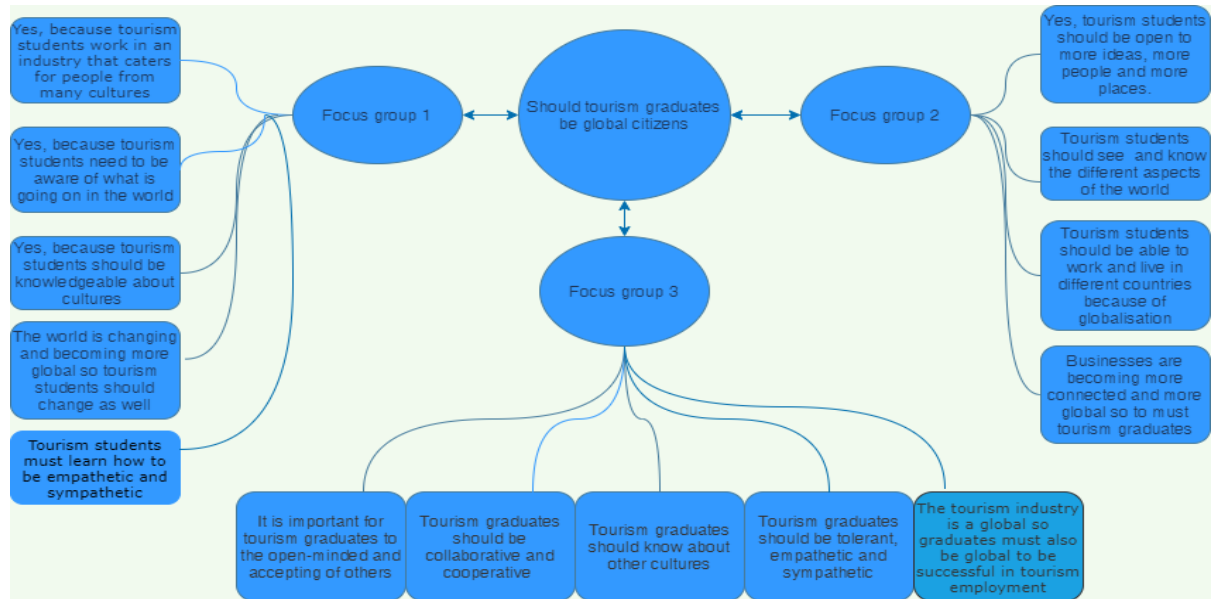 Yes, because tourism
students work in an
industry that caters
for people from
many cultures
Yes, because tourism
students need to be
aware of what is
going on in the world
Yes, because tourism
students should be
knowledgeable about
cultures
The world is changing
and becoming more
global so tourism
students should
change as well
Tourism students
must learn how to
be empathetic and
sympathetic
Focus group 1
Should tourism graduates
be global citizens
Focus group 2
Focus group 3
Yes, tourism students
should be open to
more ideas, more
people and more
places.
Tourism students
should see and know
the different aspects
of the world
Tourism students
should be able to
work and live in
different countries
because of
globalisation
Businesses are
becoming more
connected and more
global so to must
tourism graduates
It is important for
tourism graduates to
the open-minded and
accepting of others
Tourism graduates
should be
collaborative and
cooperative
Tourism graduates
should know about
other cultures
Tourism graduates
should be tolerant,
empathetic and
sympathetic
The tourism industry
is a global so
graduates must also
be global to be
successful in tourism
employment